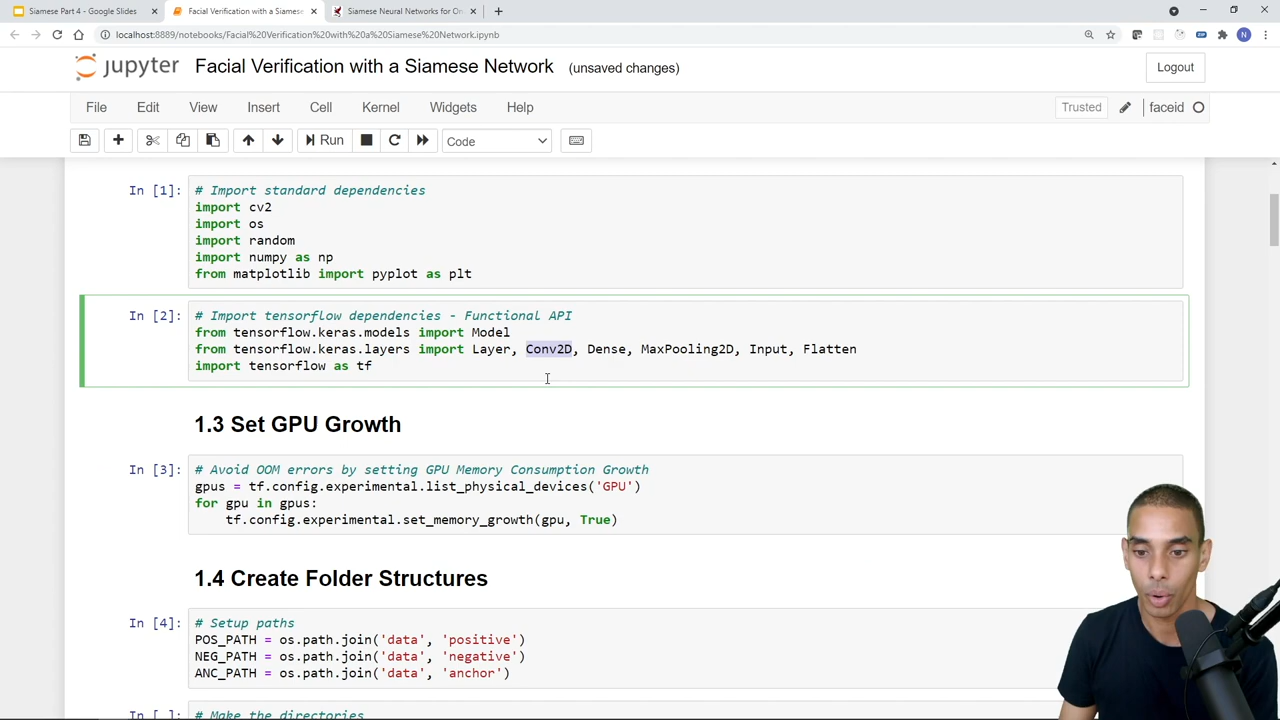 Siamese Part 4 - Google Slides
Facial Verification with a Siamese
Siamese Neural Networks for On
localhost:8889/notebooks/Facial%20Verification%20with%20a%20Siamese%20Network.ipynb
N
jupyter Facial Verification with a Siamese Network (unsaved changes)
Logout
File Edit View Insert Cell Kernel Widgets Help
Trusted
faceid
Run
Code
In [1]:
# Import standard dependencies
import cv2
import os
import random
import numpy as np
from matplotlib import pyplot as plt
In [2]:
# Import tensorflow dependencies - Functional API
from tensorflow.keras.models import Model
from tensorflow.keras.layers import Layer, Conv2D, Dense, MaxPooling2D, Input, Flatten
import tensorflow as tf
1.3 Set GPU Growth
In [3]:
# Avoid OOM errors by setting GPU Memory Consumption Growth
gpus = tf.config.experimental.list_physical_devices('GPU')
for gpu in gpus:
    tf.config.experimental.set_memory_growth(gpu, True)
1.4 Create Folder Structures
In [4]:
# Setup paths
POS_PATH = os.path.join('data', 'positive')
NEG_PATH = os.path.join('data', 'negative')
ANC_PATH = os.path.join('data', 'anchor')
In [ ]:
# Make the directories